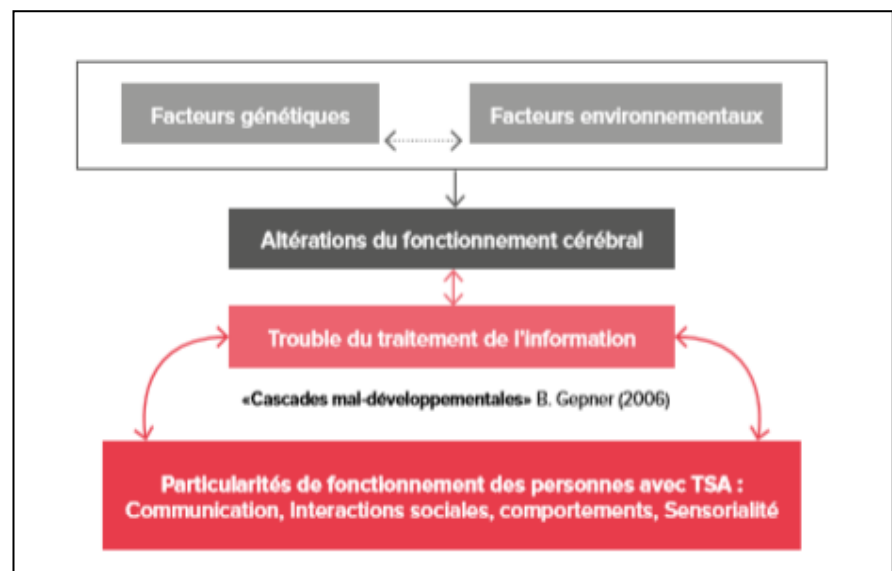 Facteurs génétiques
Facteurs environnementaux
Altérations du fonctionnement cérébral
Trouble du traitement de l'information
«Cascades mal-développementales» B. Gepner (2006)
Particularités de fonctionnement des personnes avec TSA :
Communication, Interactions sociales, comportements, Sensorialité